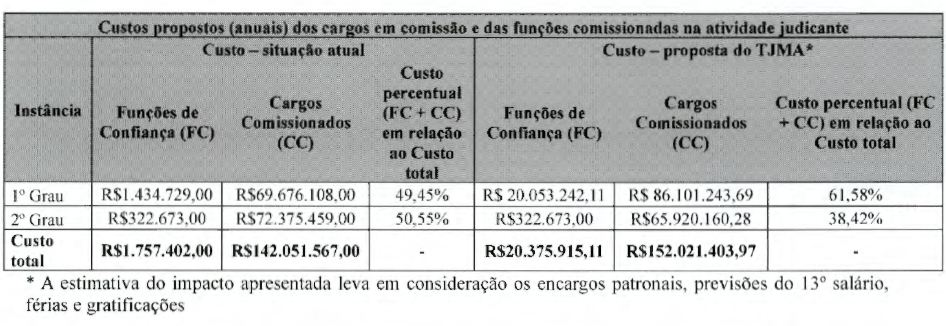 Custos propostos (anuais) dos cargos em comissão e das funções comissionadas na atividade judicante
Custo – situação atual Custo – proposta do TJMA*
Instância Funções de Confiança (FC) Cargos Comissionados (CC) Custo percentual (FC + CC) em relação ao Custo total Funções de Confiança (FC) Cargos Comissionados (CC) Custo percentual (FC + CC) em relação ao Custo total
1º Grau R$1.434.729,00 R$69.676.108,00 49,45% R$ 20.053.242,11 R$ 86.101.243,69 61,58%
2º Grau R$322.673,00 R$72.375.459,00 50,55% R$322.673,00 R$65.920.160,28 38,42%
Custo total R$1.757.402,00 R$142.051.567,00 - R$20.375.915,11 R$152.021.403,97 -
* A estimativa do impacto apresentada leva em consideração os encargos patronais, previsões do 13º salário,
férias e gratificações